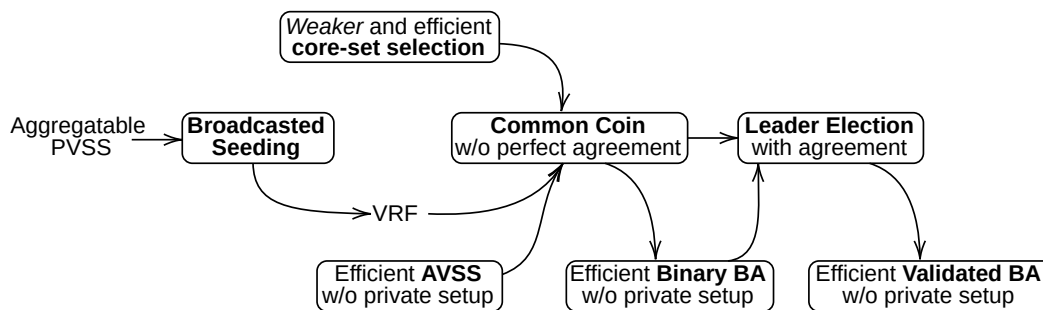 Weaker and efficient
core-set selection
Aggregatable
PVSS
Broadcasted
Seeding
Common Coin
w/o perfect agreement
Leader Election
with agreement
VRF
Efficient AVSS
w/o private setup
Efficient Binary BA
w/o private setup
Efficient Validated BA
w/o private setup